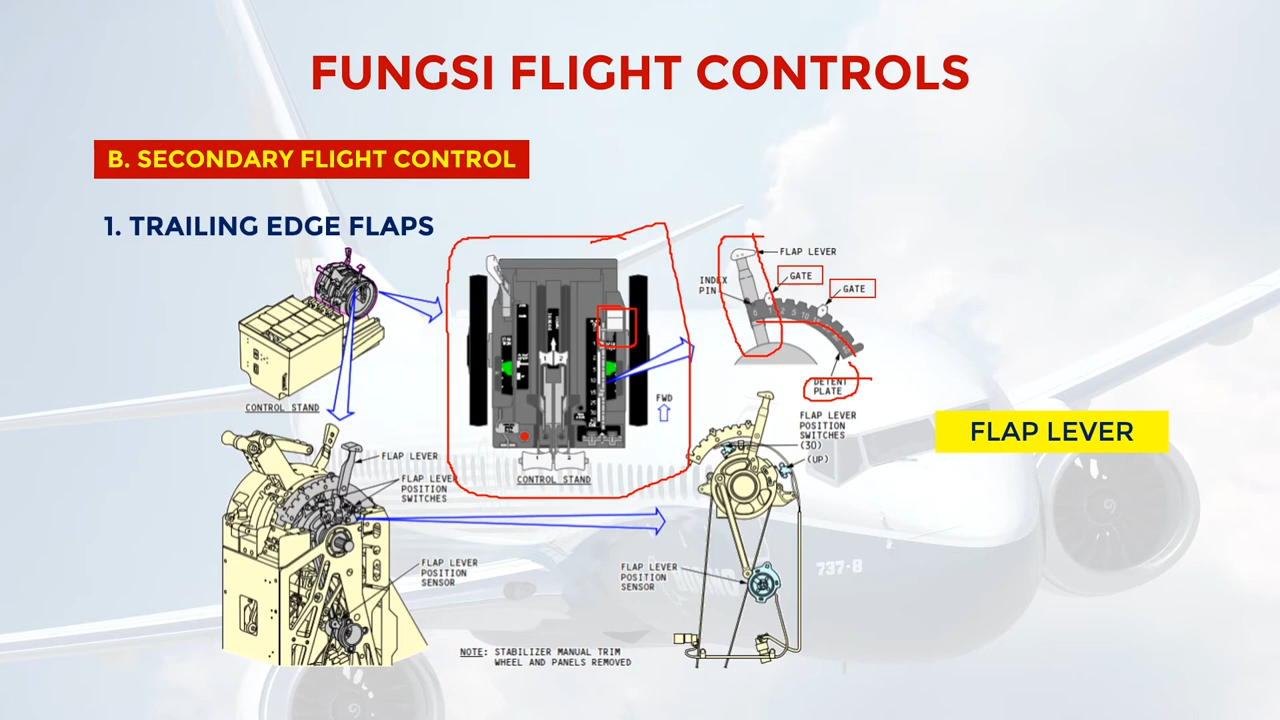 FUNGSI FLIGHT CONTROLS
B. SECONDARY FLIGHT CONTROL
1. TRAILING EDGE FLAPS
CONTROL STAND
FWD
CONTROL STAND
FLAP LEVER
INDEX
PIN
GATE
GATE
DETENT
PLATE
FLAP LEVER
FLAP LEVER
POSITION
SWITCHES
(30)
(UP)
FLAP LEVER
FLAP LEVER
POSITION
SWITCHES
FLAP LEVER
POSITION
SENSOR
FLAP LEVER
POSITION
SENSOR
737-8
NOTE: STABILIZER MANUAL TRIM
WHEEL AND PANELS REMOVED